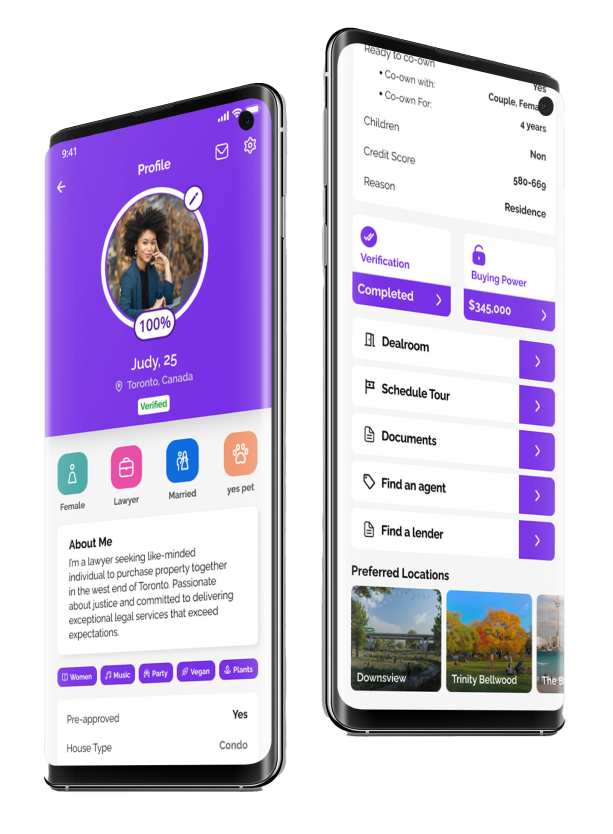 9:41
Profile
100%
Judy, 25
Toronto, Canada
Verified
Female
Lawyer
Married
yes pet
About Me
I'm a lawyer seeking like-minded
individual to purchase property together
in the west end of Toronto. Passionate
about justice and committed to delivering
exceptional legal services that exceed
expectations.
Women
Music
Party
Vegan
Plants
Pre-approved Yes
House Type Condo
Ready to co-own Yes
• Co-own with: Couple, Fema
• Co-own For: 4 years
Children Non
Credit Score 580-669
Reason Residence
Verification
Completed
Buying Power
$345,000
Dealroom
Schedule Tour
Documents
Find an agent
Find a lender
Preferred Locations
Downsview
Trinity Bellwood
The B